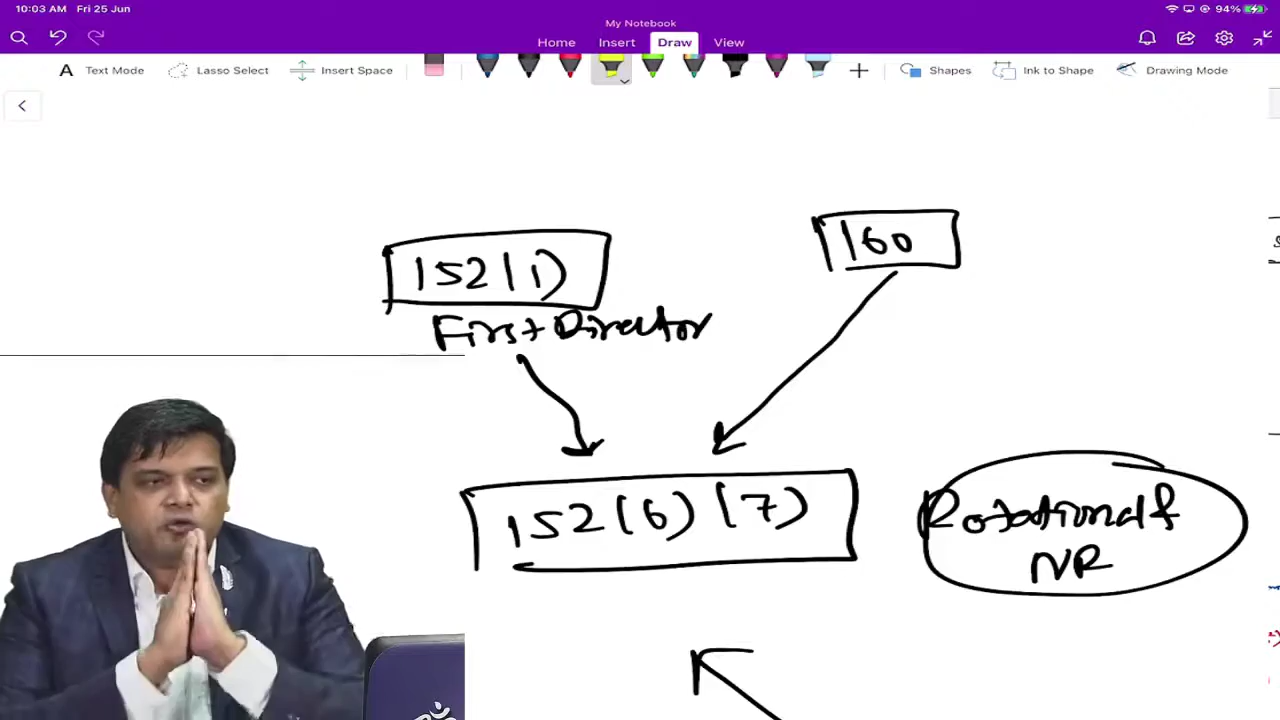 10:03 AM Fri 25 Jun
94%
My Notebook
Home Insert Draw View
Text Mode Lasso Select Insert Space Shapes Ink to Shape Drawing Mode
160
152(1)
First Director
152(6)(7)
Rotational &
NR